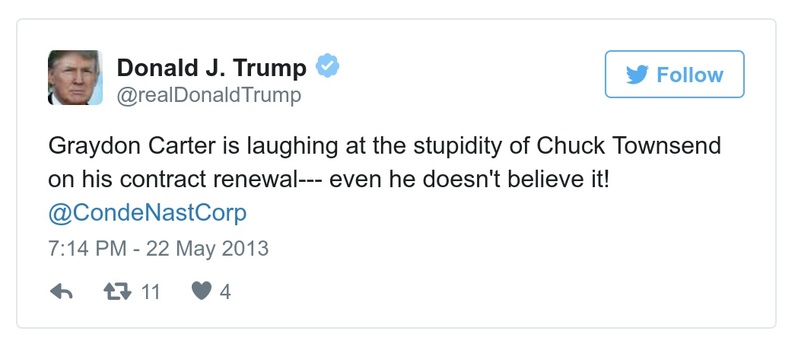 Donald J. Trump
@realDonaldTrump
Follow
Graydon Carter is laughing at the stupidity of Chuck Townsend
on his contract renewal--- even he doesn't believe it!
@CondeNastCorp
7:14 PM - 22 May 2013
11 4